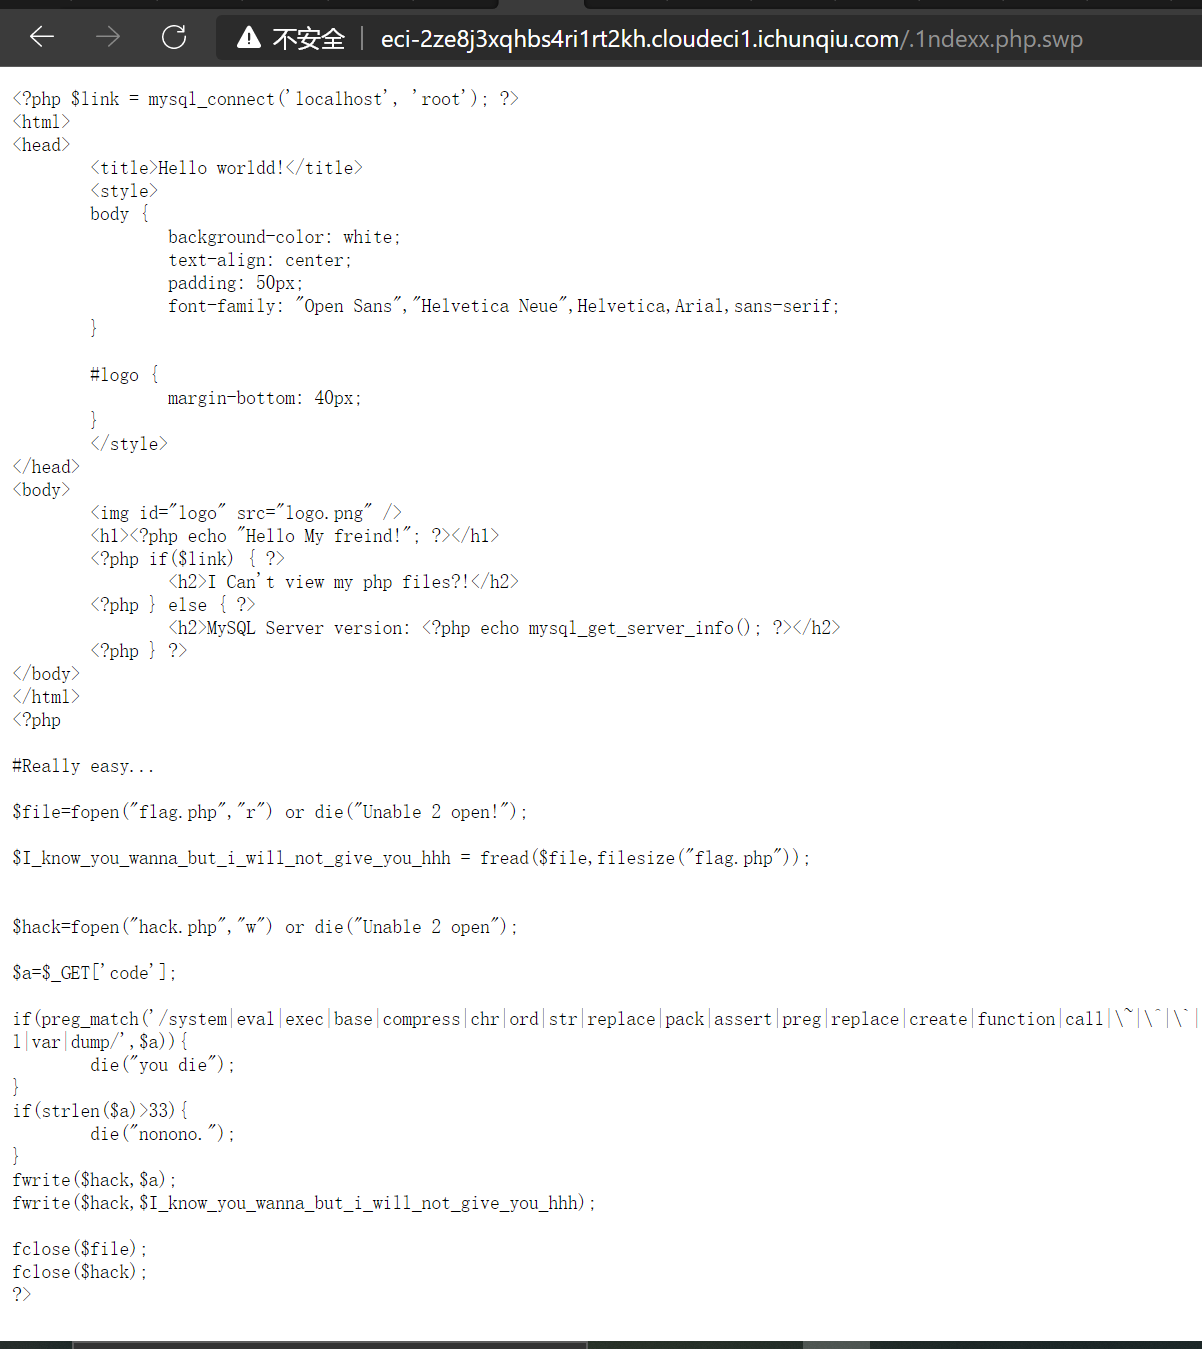 不安全 | eci-2ze8j3xqhbs4ri1rt2kh.cloudeci1.ichunqiu.com/.1ndexx.php.swp
<?php $link = mysql_connect('localhost', 'root'); ?>
<html>
<head>
        <title>Hello worldd!</title>
        <style>
        body {
                background-color: white;
                text-align: center;
                padding: 50px;
                font-family: "Open Sans","Helvetica Neue",Helvetica,Arial,sans-serif;
        }
        #logo {
                margin-bottom: 40px;
        }
        </style>
</head>
<body>
        <img id="logo" src="logo.png" />
        <h1><?php echo "Hello My freind!"; ?></h1>
        <?php if($link) { ?>
                <h2>I Can't view my php files?!</h2>
        <?php } else { ?>
                <h2>MySQL Server version: <?php echo mysql_get_server_info(); ?></h2>
        <?php } ?>
</body>
</html>
<?php
#Really easy...
$file=fopen("flag.php","r") or die("Unable 2 open!");
$I_know_you_wanna_but_i_will_not_give_you_hhh = fread($file,filesize("flag.php"));
$hack=fopen("hack.php","w") or die("Unable 2 open");
$a=$_GET['code'];
if(preg_match('/system|eval|exec|base|compress|chr|ord|str|replace|pack|assert|preg|replace|create|function|call|\~|\^|\`|
l|var|dump/',$a)){
        die("you die");
}
if(strlen($a)>33){
        die("nonono.");
}
fwrite($hack,$a);
fwrite($hack,$I_know_you_wanna_but_i_will_not_give_you_hhh);
fclose($file);
fclose($hack);
?>